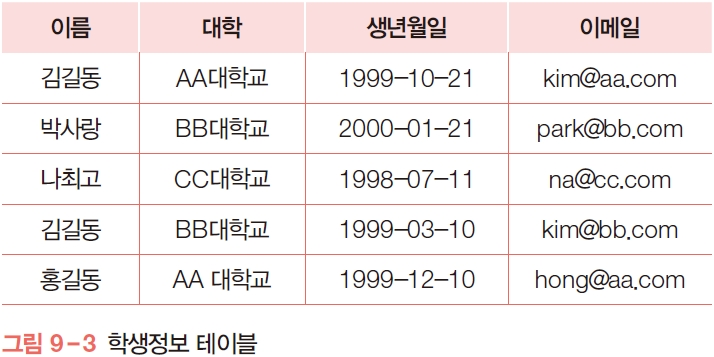 이름 대학 생년월일 이메일
김길동 AA대학교 1999-10-21 kim@aa.com
박사랑 BB대학교 2000-01-21 park@bb.com
나최고 CC대학교 1998-07-11 na@cc.com
김길동 BB대학교 1999-03-10 kim@bb.com
홍길동 AA 대학교 1999-12-10 hong@aa.com
그림 9-3 학생정보 테이블